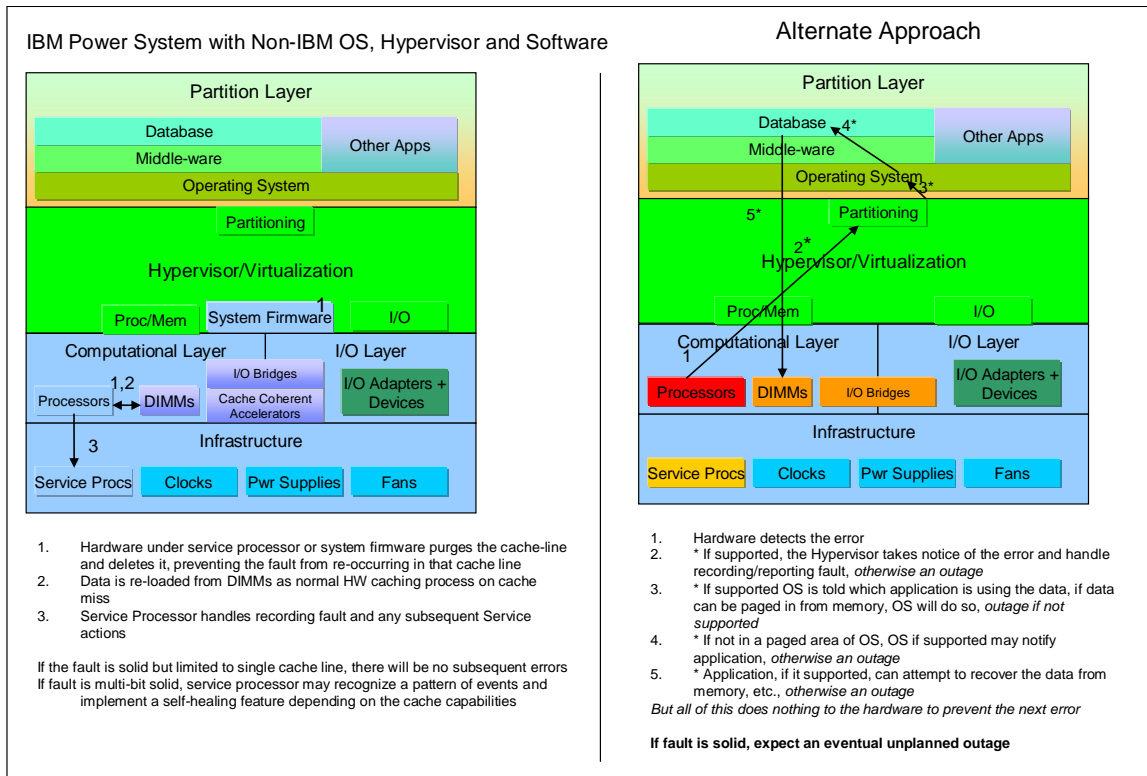 IBM Power System with Non-IBM OS, Hypervisor and Software
Partition Layer
Database
Middle-ware
Other Apps
Operating System
Partitioning
Hypervisor/Virtualization
1
Proc/Mem
System Firmware
I/O
Computational Layer
I/O Layer
1,2
I/O Bridges
Processors
DIMMs
Cache Coherent
Accelerators
I/O Adapters +
Devices
3
Infrastructure
Service Procs
Clocks
Pwr Supplies
Fans
1. Hardware under service processor or system firmware purges the cache-line
and deletes it, preventing the fault from re-occurring in that cache line
2. Data is re-loaded from DIMMs as normal HW caching process on cache
miss
3. Service Processor handles recording fault and any subsequent Service
actions
If the fault is solid but limited to single cache line, there will be no subsequent errors
If fault is multi-bit solid, service processor may recognize a pattern of events and
implement a self-healing feature depending on the cache capabilities
Alternate Approach
Partition Layer
Database
4*
Middle-ware
Other Apps
Operating System
3*
5*
Partitioning
2*
Hypervisor/Virtualization
Proc/Mem
I/O
Computational Layer
I/O Layer
1
Processors
DIMMs
I/O Bridges
I/O Adapters +
Devices
Infrastructure
Service Procs
Clocks
Pwr Supplies
Fans
1. Hardware detects the error
2. * If supported, the Hypervisor takes notice of the error and handle
recording/reporting fault, otherwise an outage
3. * If supported OS is told which application is using the data, if data
can be paged in from memory, OS will do so, outage if not
supported
4. * If not in a paged area of OS, OS if supported may notify
application, otherwise an outage
5. * Application, if it supported, can attempt to recover the data from
memory, etc., otherwise an outage
But all of this does nothing to the hardware to prevent the next error
If fault is solid, expect an eventual unplanned outage